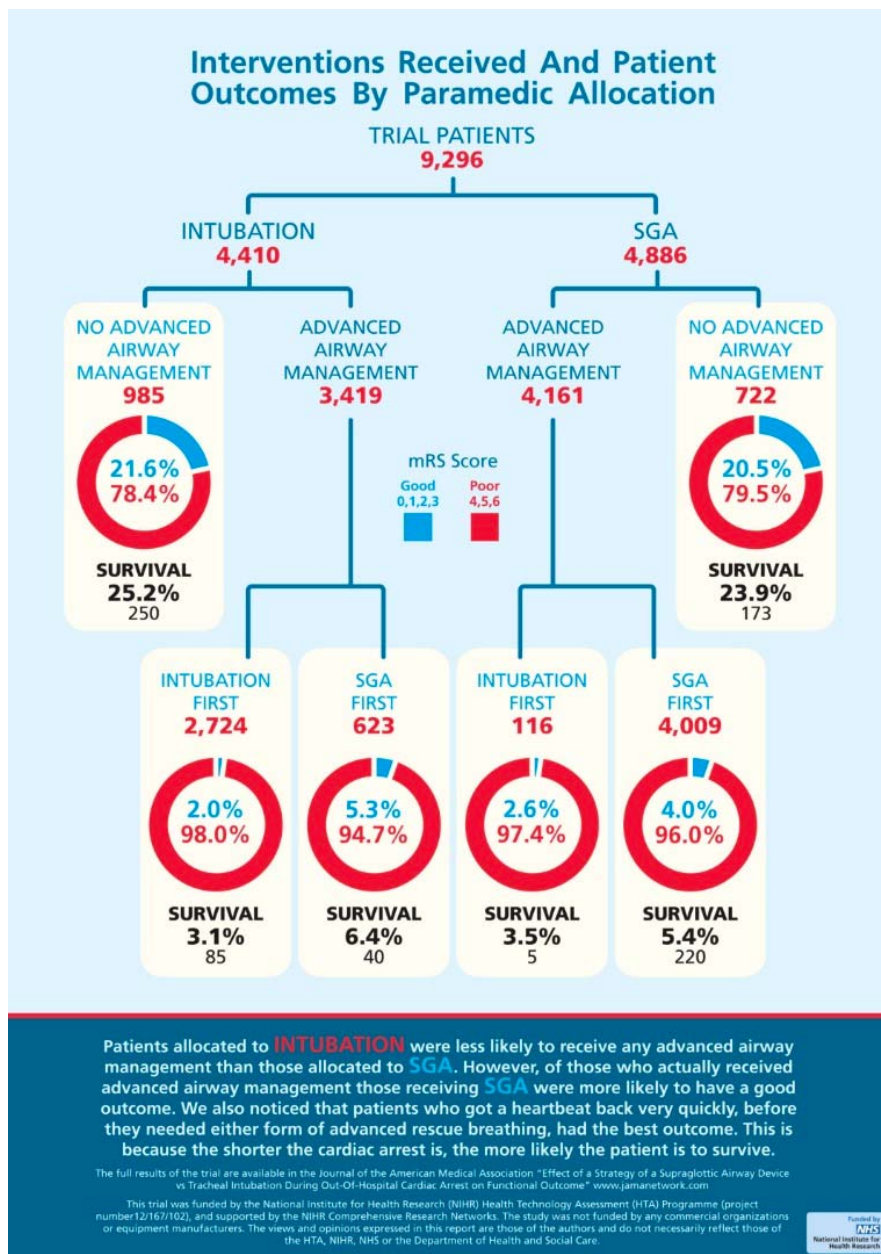 Interventions Received And Patient
Outcomes By Paramedic Allocation
TRIAL PATIENTS
9,296
INTUBATION
4,410
SGA
4,886
NO ADVANCED
AIRWAY
MANAGEMENT
985
21.6%
78.4%
SURVIVAL
25.2%
250
ADVANCED
AIRWAY
MANAGEMENT
3,419
ADVANCED
AIRWAY
MANAGEMENT
4,161
NO ADVANCED
AIRWAY
MANAGEMENT
722
20.5%
79.5%
SURVIVAL
23.9%
173
mRS Score
Good
0,1,2,3
Poor
4,5,6
INTUBATION
FIRST
2,724
2.0%
98.0%
SURVIVAL
3.1%
85
SGA
FIRST
623
5.3%
94.7%
SURVIVAL
6.4%
40
INTUBATION
FIRST
116
2.6%
97.4%
SURVIVAL
3.5%
5
SGA
FIRST
4,009
4.0%
96.0%
SURVIVAL
5.4%
220
Patients allocated to INTUBATION were less likely to receive any advanced airway
management than those allocated to SGA. However, of those who actually received
advanced airway management those receiving SGA were more likely to have a good
outcome. We also noticed that patients who got a heartbeat back very quickly, before
they needed either form of advanced rescue breathing, had the best outcome. This is
because the shorter the cardiac arrest is, the more likely the patient is to survive.
The full results of the trial are available in the Journal of the American Medical Association "Effect of a Strategy of a Supraglottic Airway Device
vs Tracheal Intubation During Out-Of-Hospital Cardiac Arrest on Functional Outcome" www.jamanetwork.com
This trial was funded by the National Institute for Health Research (NIHR) Health Technology Assessment (HTA) Programme (project
number12/167/102), and supported by the NIHR Comprehensive Research Networks. The study was not funded by any commercial organizations
or equipment manufacturers. The views and opinions expressed in this report are those of the authors and do not necessarily reflect those of
the HTA, NIHR, NHS or the Department of Health and Social Care.
Funded by
NHS
National Institute for
Health Research